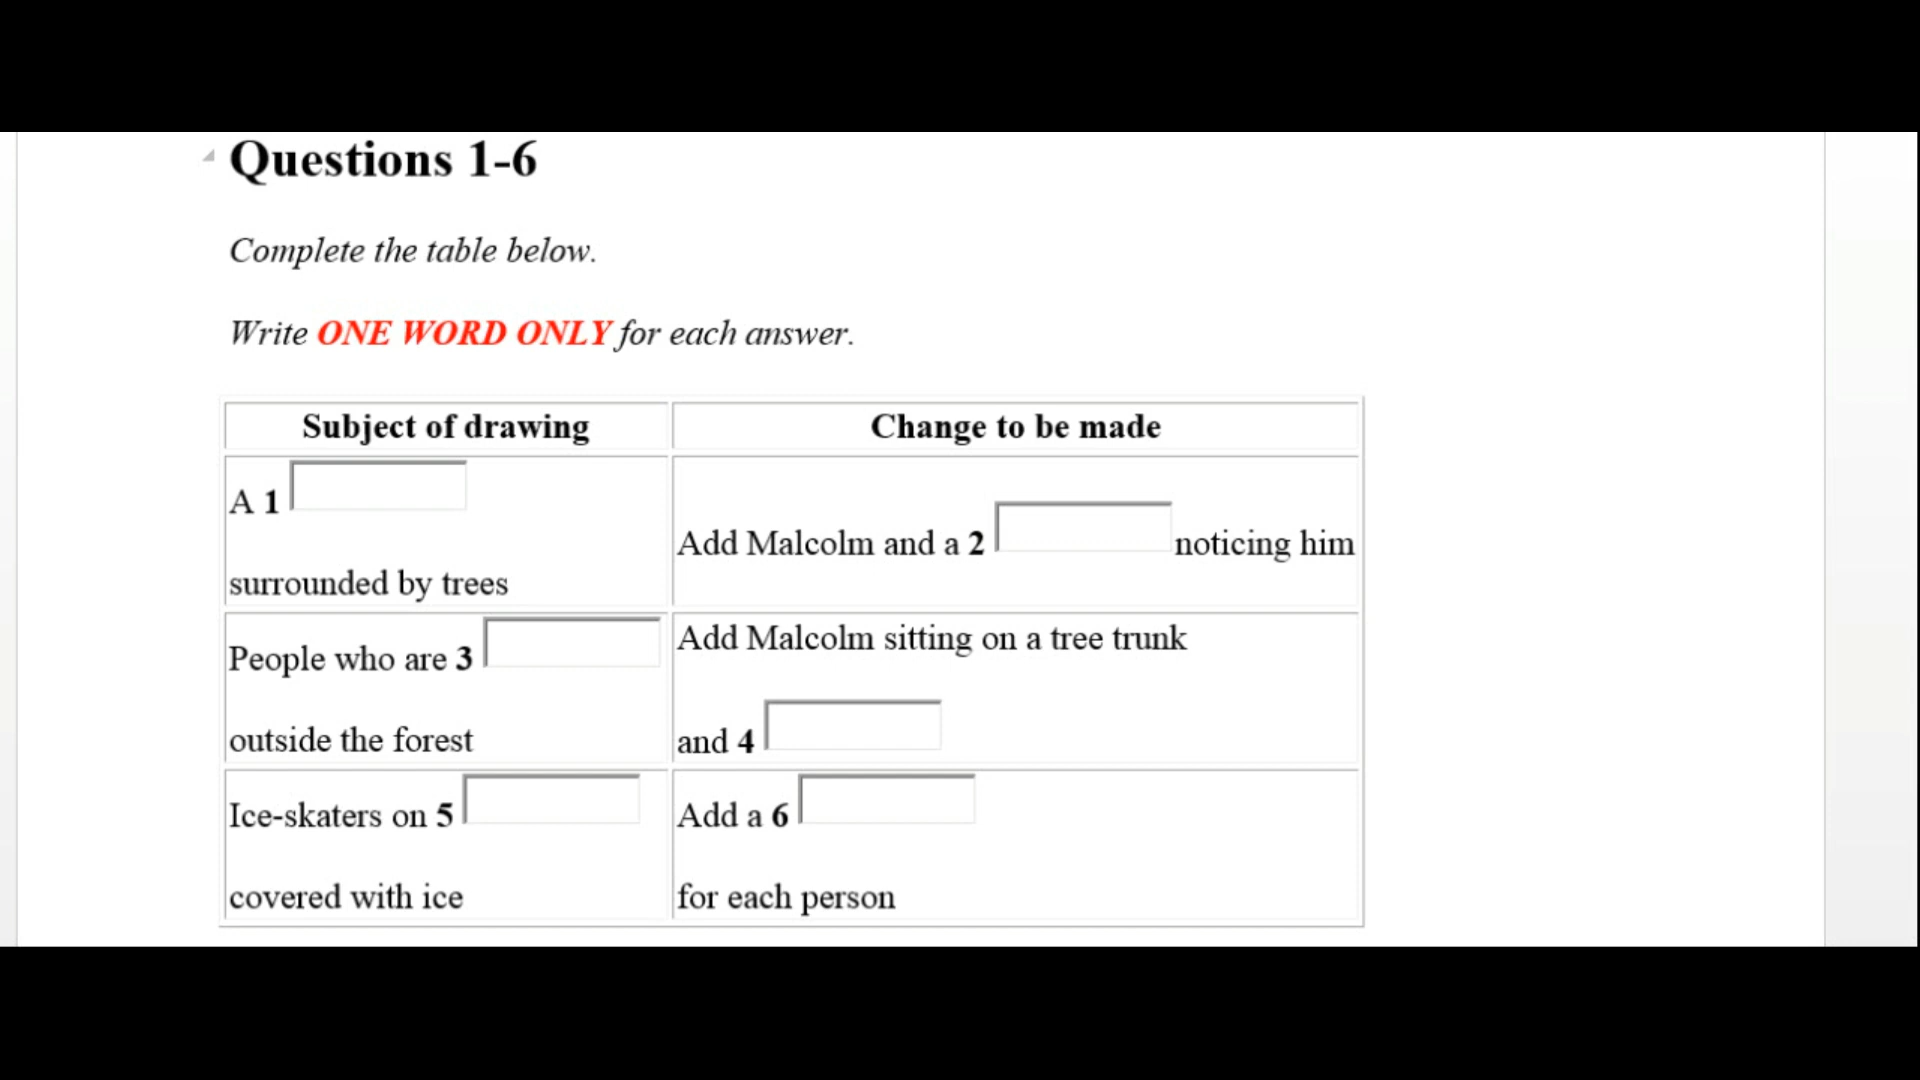 Questions 1-6
Complete the table below.
Write ONE WORD ONLY for each answer.
Subject of drawing
Change to be made
A 1
surrounded by trees
Add Malcolm and a 2 noticing him
People who are 3
outside the forest
Add Malcolm sitting on a tree trunk
and 4
Ice-skaters on 5
covered with ice
Add a 6
for each person